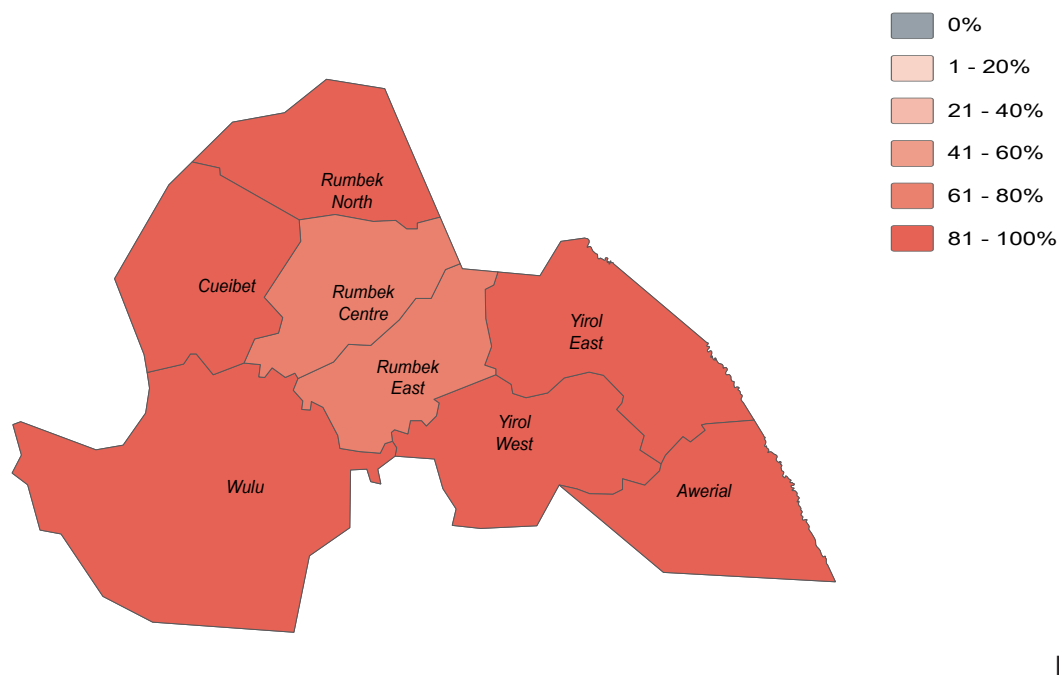 0%
1 - 20%
21 - 40%
41 - 60%
61 - 80%
81 - 100%
Rumbek
North
Cueibet
Rumbek
Centre
Yirol
East
Rumbek
East
Yirol
West
Wulu
Awerial